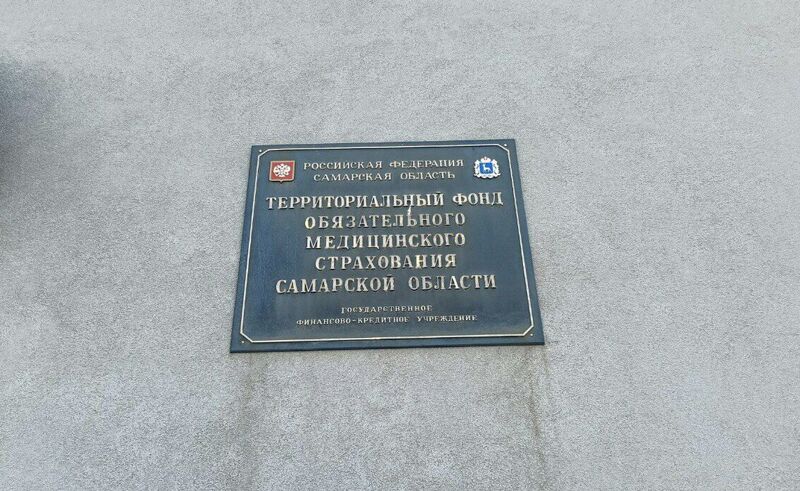 РОССИЙСКАЯ ФЕДЕРАЦИЯ
САМАРСКАЯ ОБЛАСТЬ
ТЕРРИТОРИАЛЬНЫЙ ФОНД
ОБЯЗАТЕЛЬНОГО
МЕДИЦИНСКОГО
СТРАХОВАНИЯ
САМАРСКОЙ ОБЛАСТИ
ГОСУДАРСТВЕННОЕ
ФИНАНСОВО-КРЕДИТНОЕ УЧРЕЖДЕНИЕ